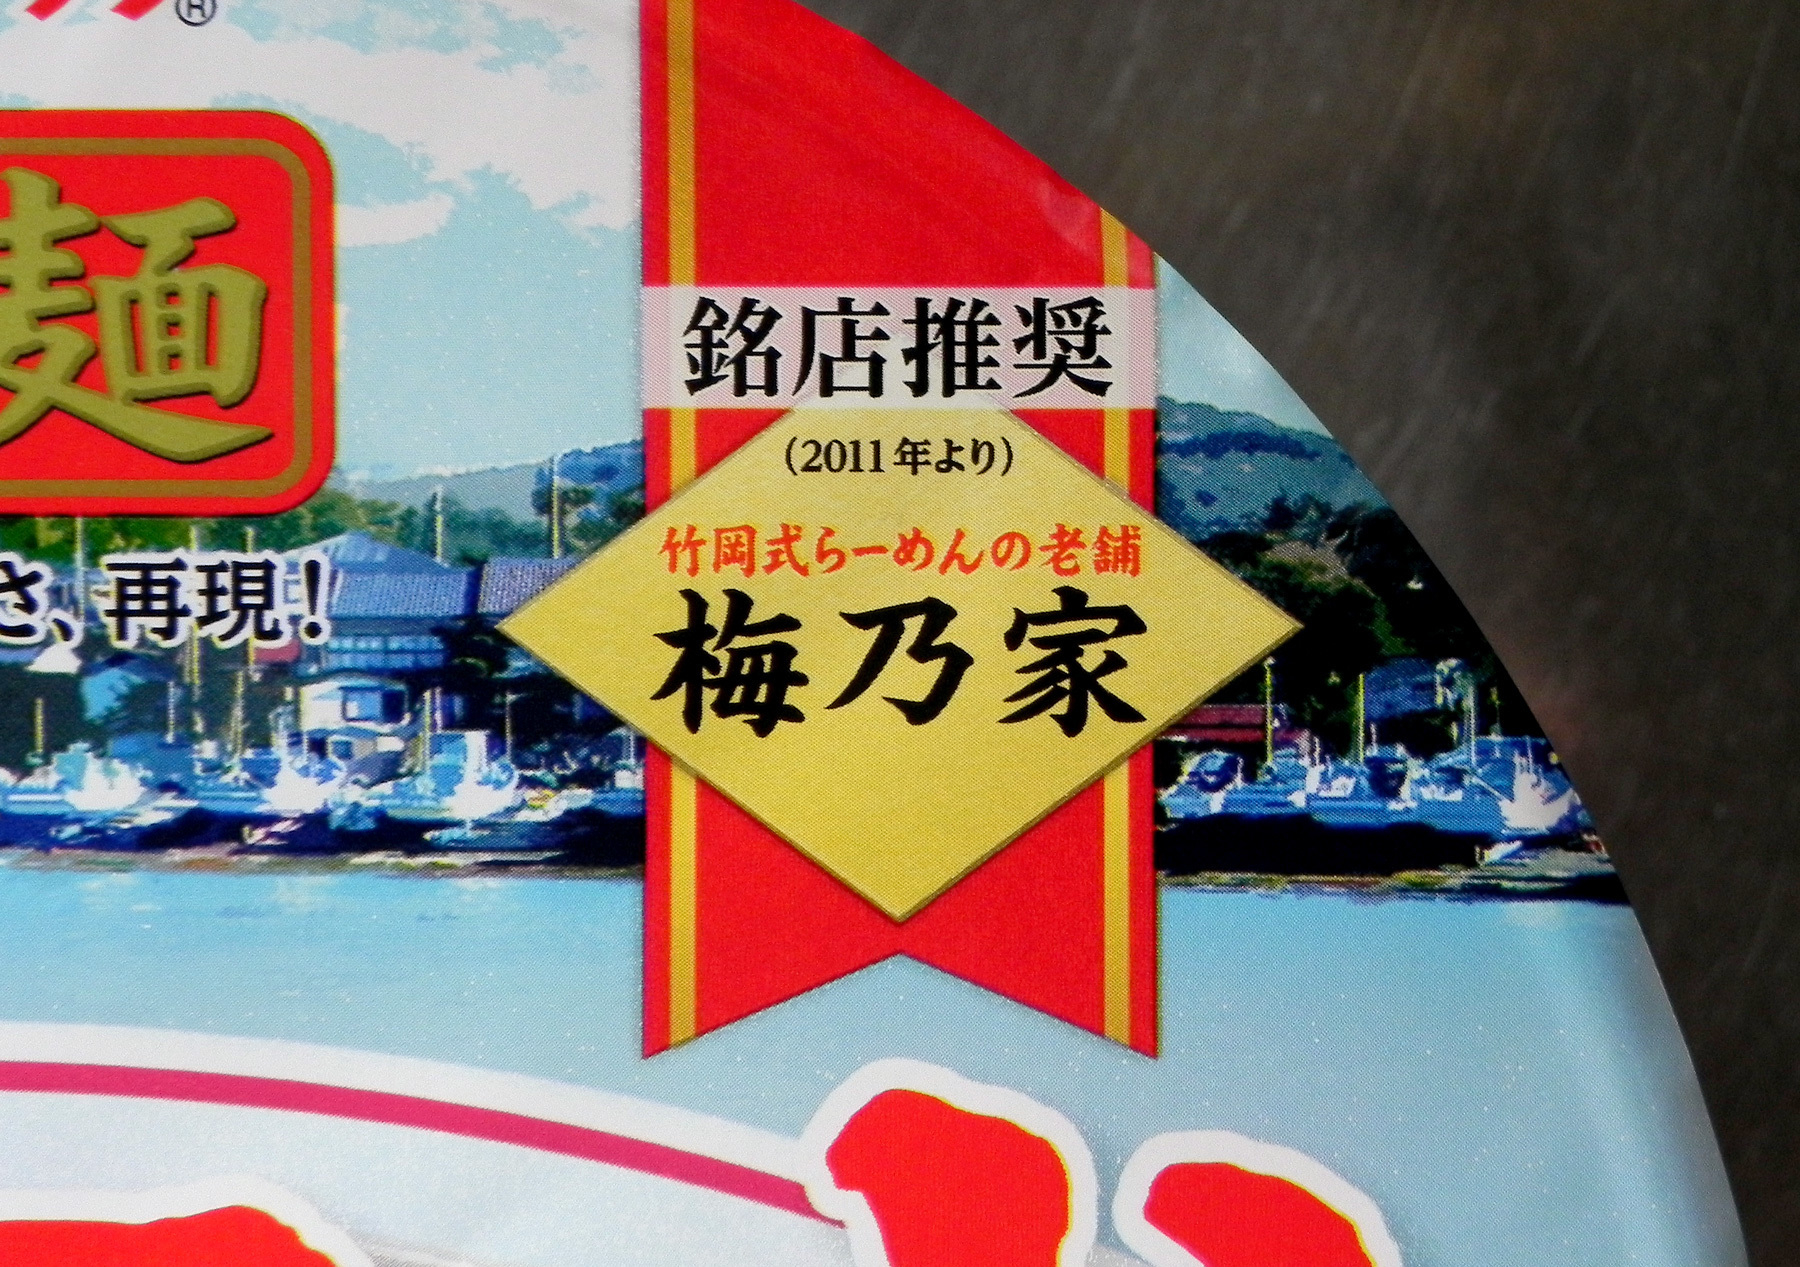 ®
麺
銘店推奨
(2011年より)
竹岡式らーめんの老舗
さ、再現!
梅乃家